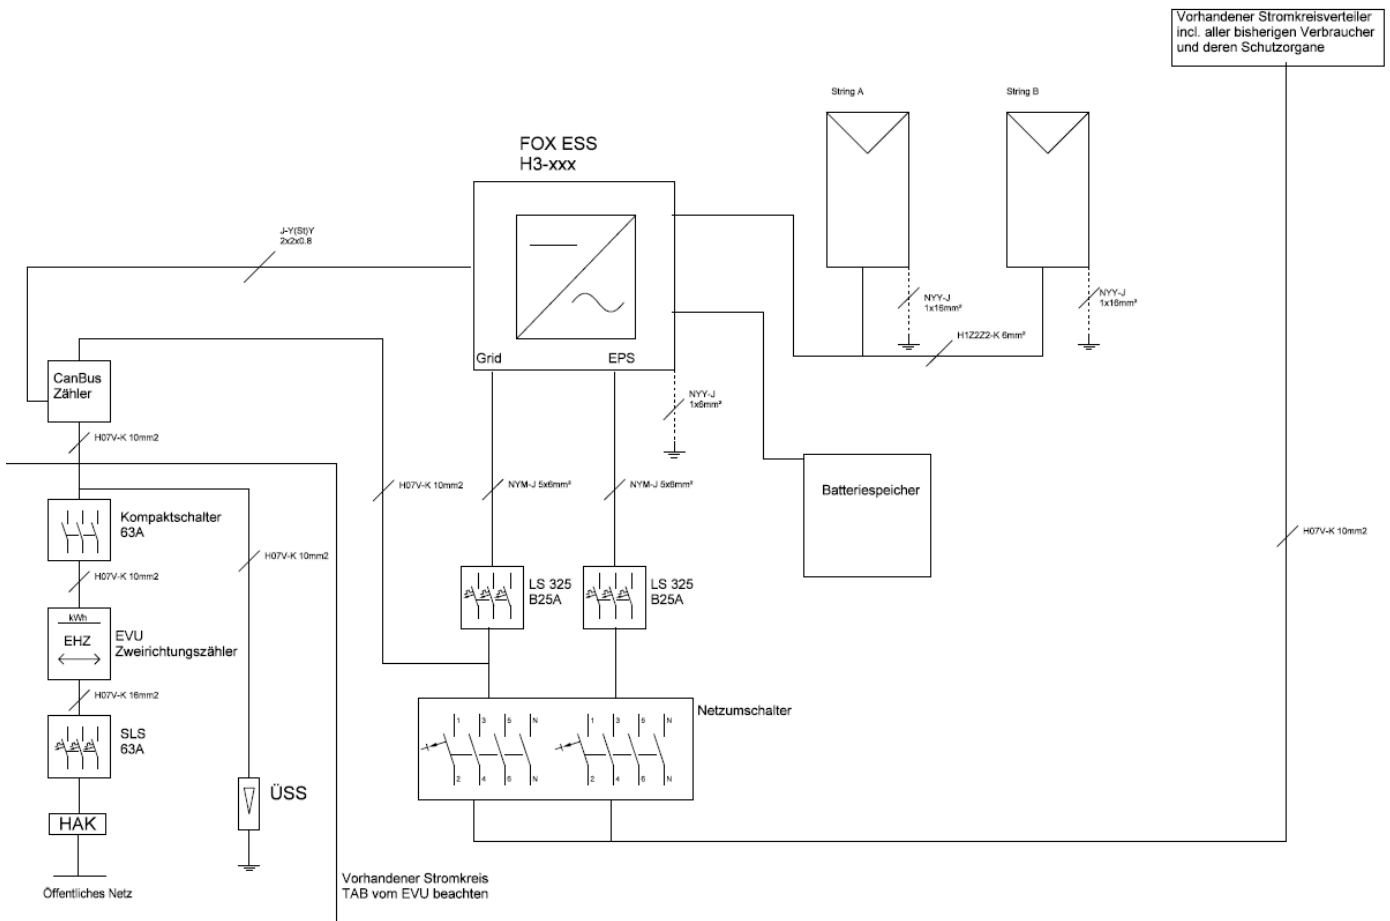 Vorhandener Stromkreisverteiler
incl. aller bisherigen Verbraucher
und deren Schutzorgane
String A
String B
FOX ESS
H3-xxx
J-Y(St)Y
2x2x0.8
NYY-J
1x16mm²
NYY-J
1x16mm²
H1Z2Z2-K 6mm²
Grid
EPS
CanBus
Zähler
NYY-J
1x6mm²
H07V-K 10mm2
H07V-K 10mm2
NYM-J 5x6mm²
NYM-J 5x6mm²
Batteriespeicher
Kompaktschalter
63A
H07V-K 10mm2
H07V-K 10mm2
H07V-K 10mm2
LS 325
B25A
LS 325
B25A
kWh
EHZ
EVU
Zweirichtungszähler
H07V-K 16mm2
SLS
63A
Netzumschalter
1 3 5 N
1 3 5 N
2 4 6 N
2 4 6 N
ÜSS
HAK
Öffentliches Netz
Vorhandener Stromkreis
TAB vom EVU beachten